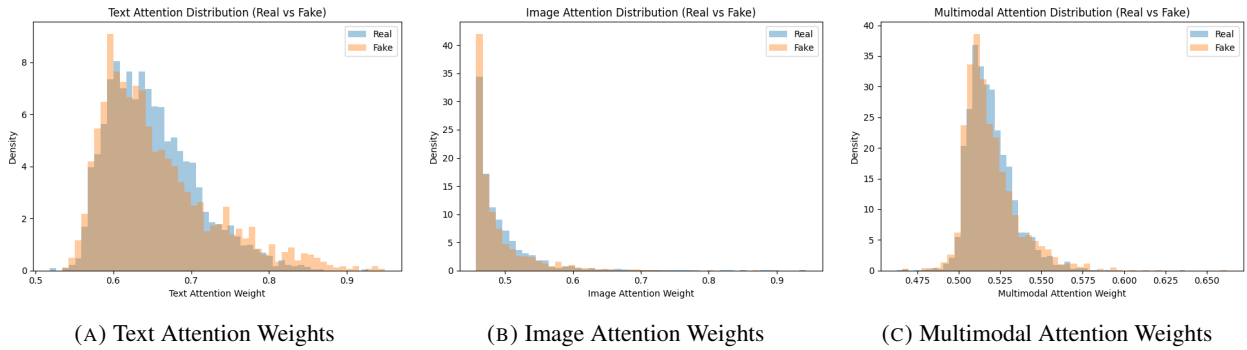 Text Attention Distribution (Real vs Fake)
Real
Fake
Density
8
6
4
2
0
0.5 0.6 0.7 0.8 0.9
Text Attention Weight
(A) Text Attention Weights
Image Attention Distribution (Real vs Fake)
Real
Fake
Density
40
35
30
25
20
15
10
5
0
0.5 0.6 0.7 0.8 0.9
Image Attention Weight
(B) Image Attention Weights
Multimodal Attention Distribution (Real vs Fake)
Real
Fake
Density
40
35
30
25
20
15
10
5
0
0.475 0.500 0.525 0.550 0.575 0.600 0.625 0.650
Multimodal Attention Weight
(C) Multimodal Attention Weights